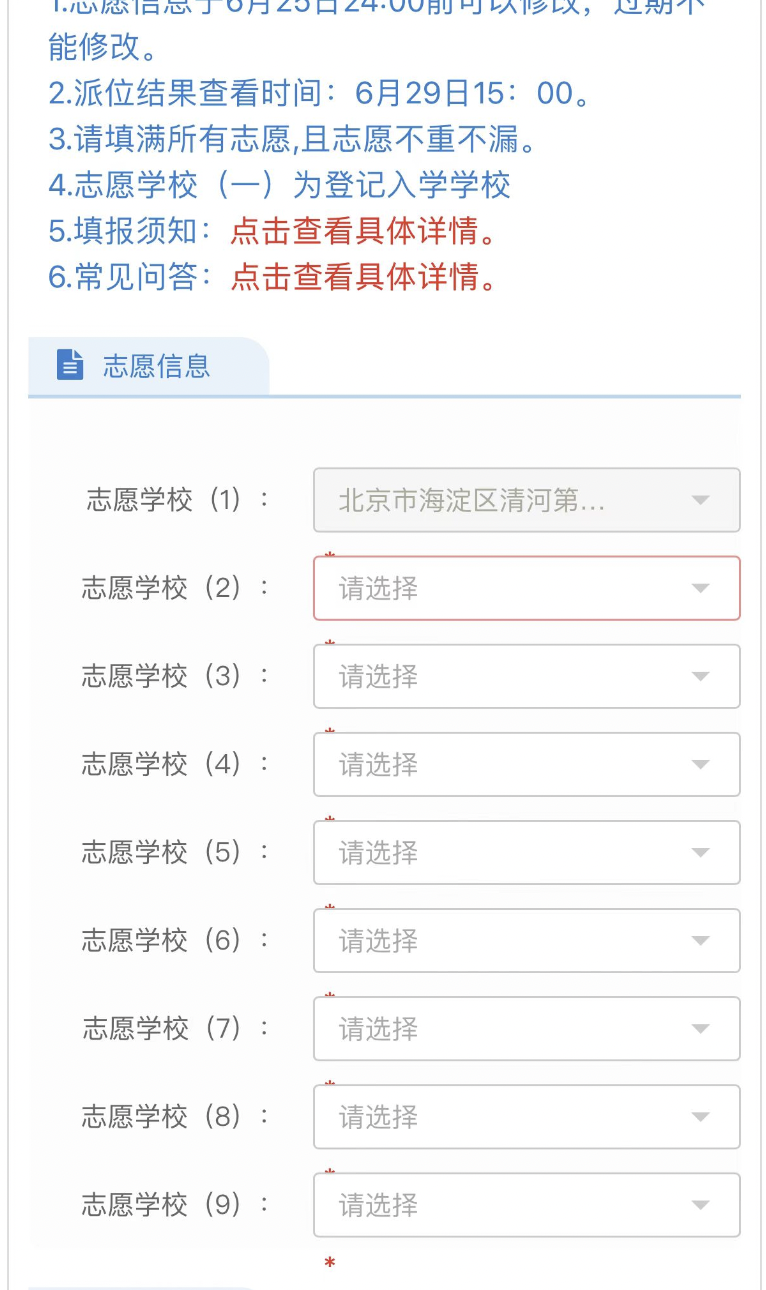 1.志愿信息于6月25日24:00前可以修改，过期不
能修改。
2.派位结果查看时间：6月29日15：00。
3.请填满所有志愿,且志愿不重不漏。
4.志愿学校（一）为登记入学学校
5.填报须知：点击查看具体详情。
6.常见问答：点击查看具体详情。
志愿信息
志愿学校（1）： 北京市海淀区清河第...
*
志愿学校（2）： 请选择
*
志愿学校（3）： 请选择
*
志愿学校（4）： 请选择
*
志愿学校（5）： 请选择
*
志愿学校（6）： 请选择
*
志愿学校（7）： 请选择
*
志愿学校（8）： 请选择
*
志愿学校（9）： 请选择
*